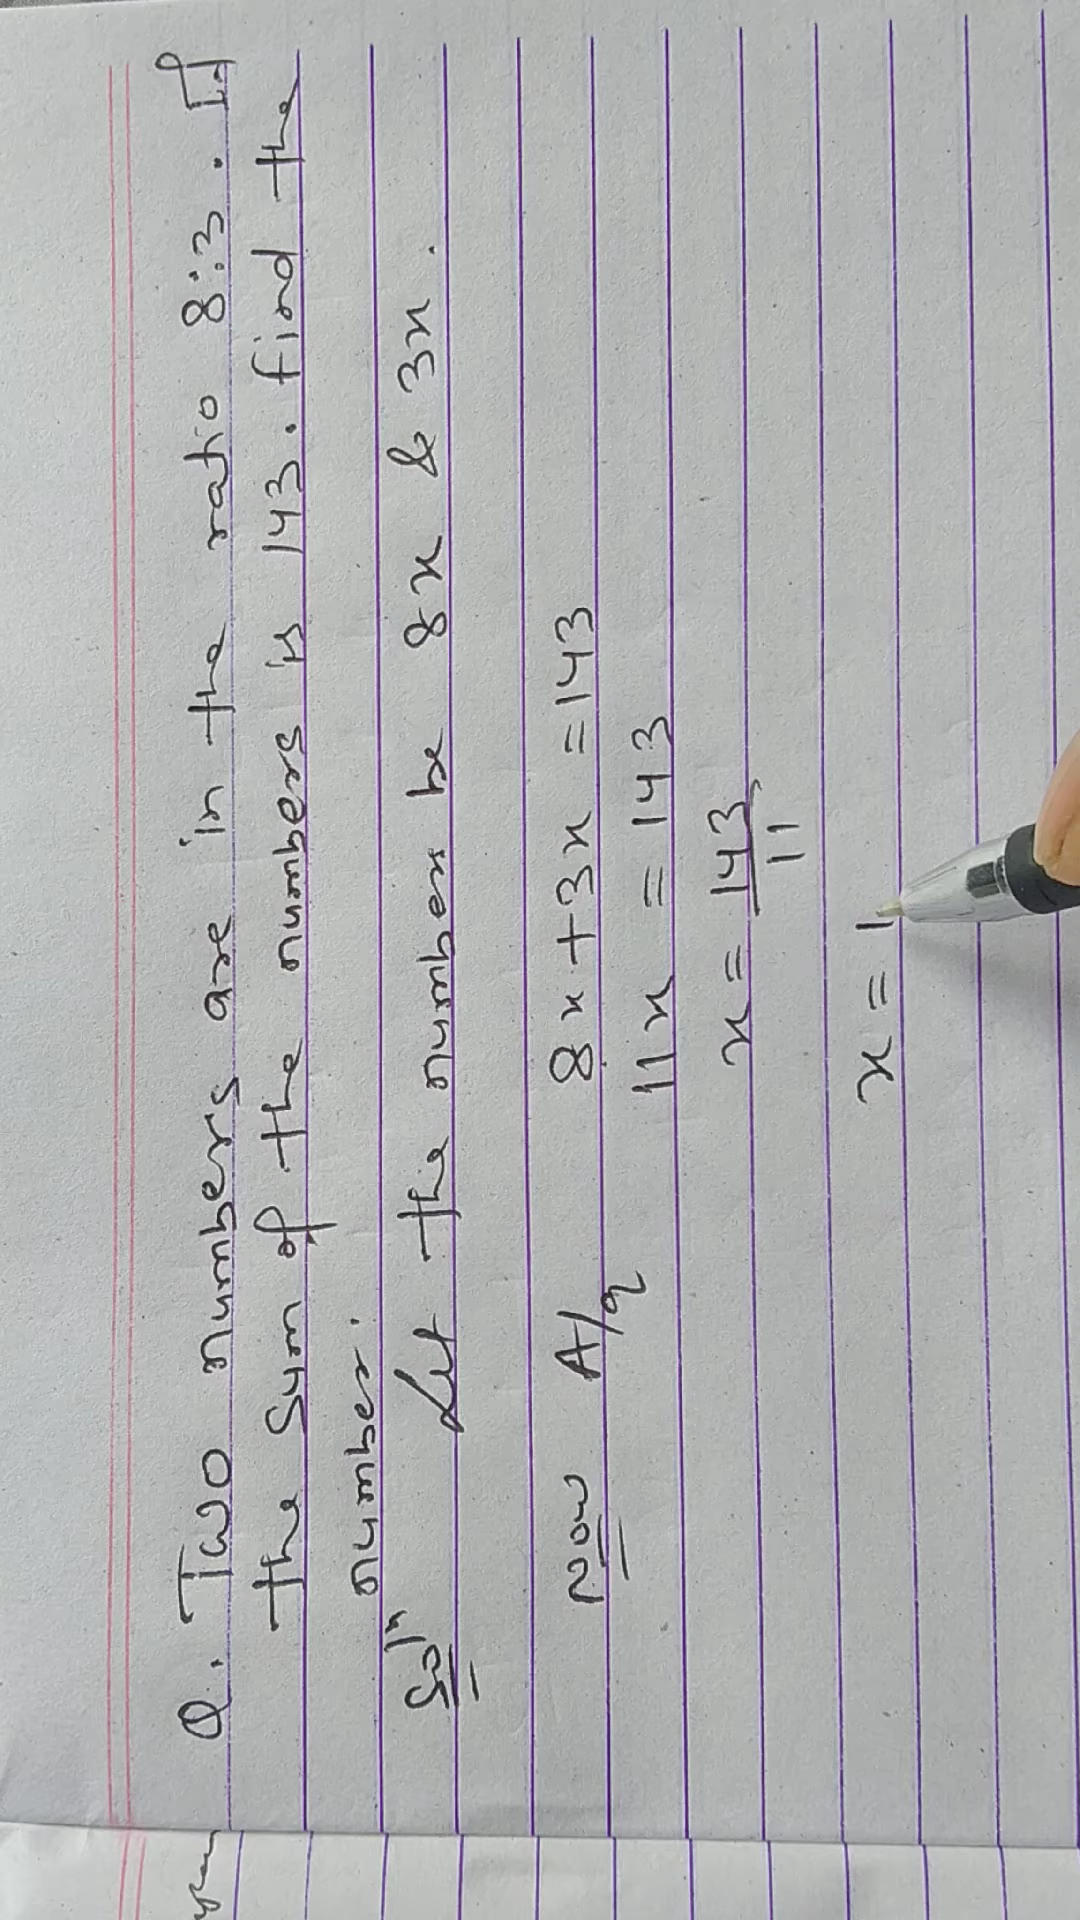 Q. Two numbers are in the ratio 8:3. If
the sum of the numbers is 143. find the
number.
Soln Let the numbers be 8x & 3x.
Now A/q 8x+3x=143
11x = 143
x = 143/11
x = 1